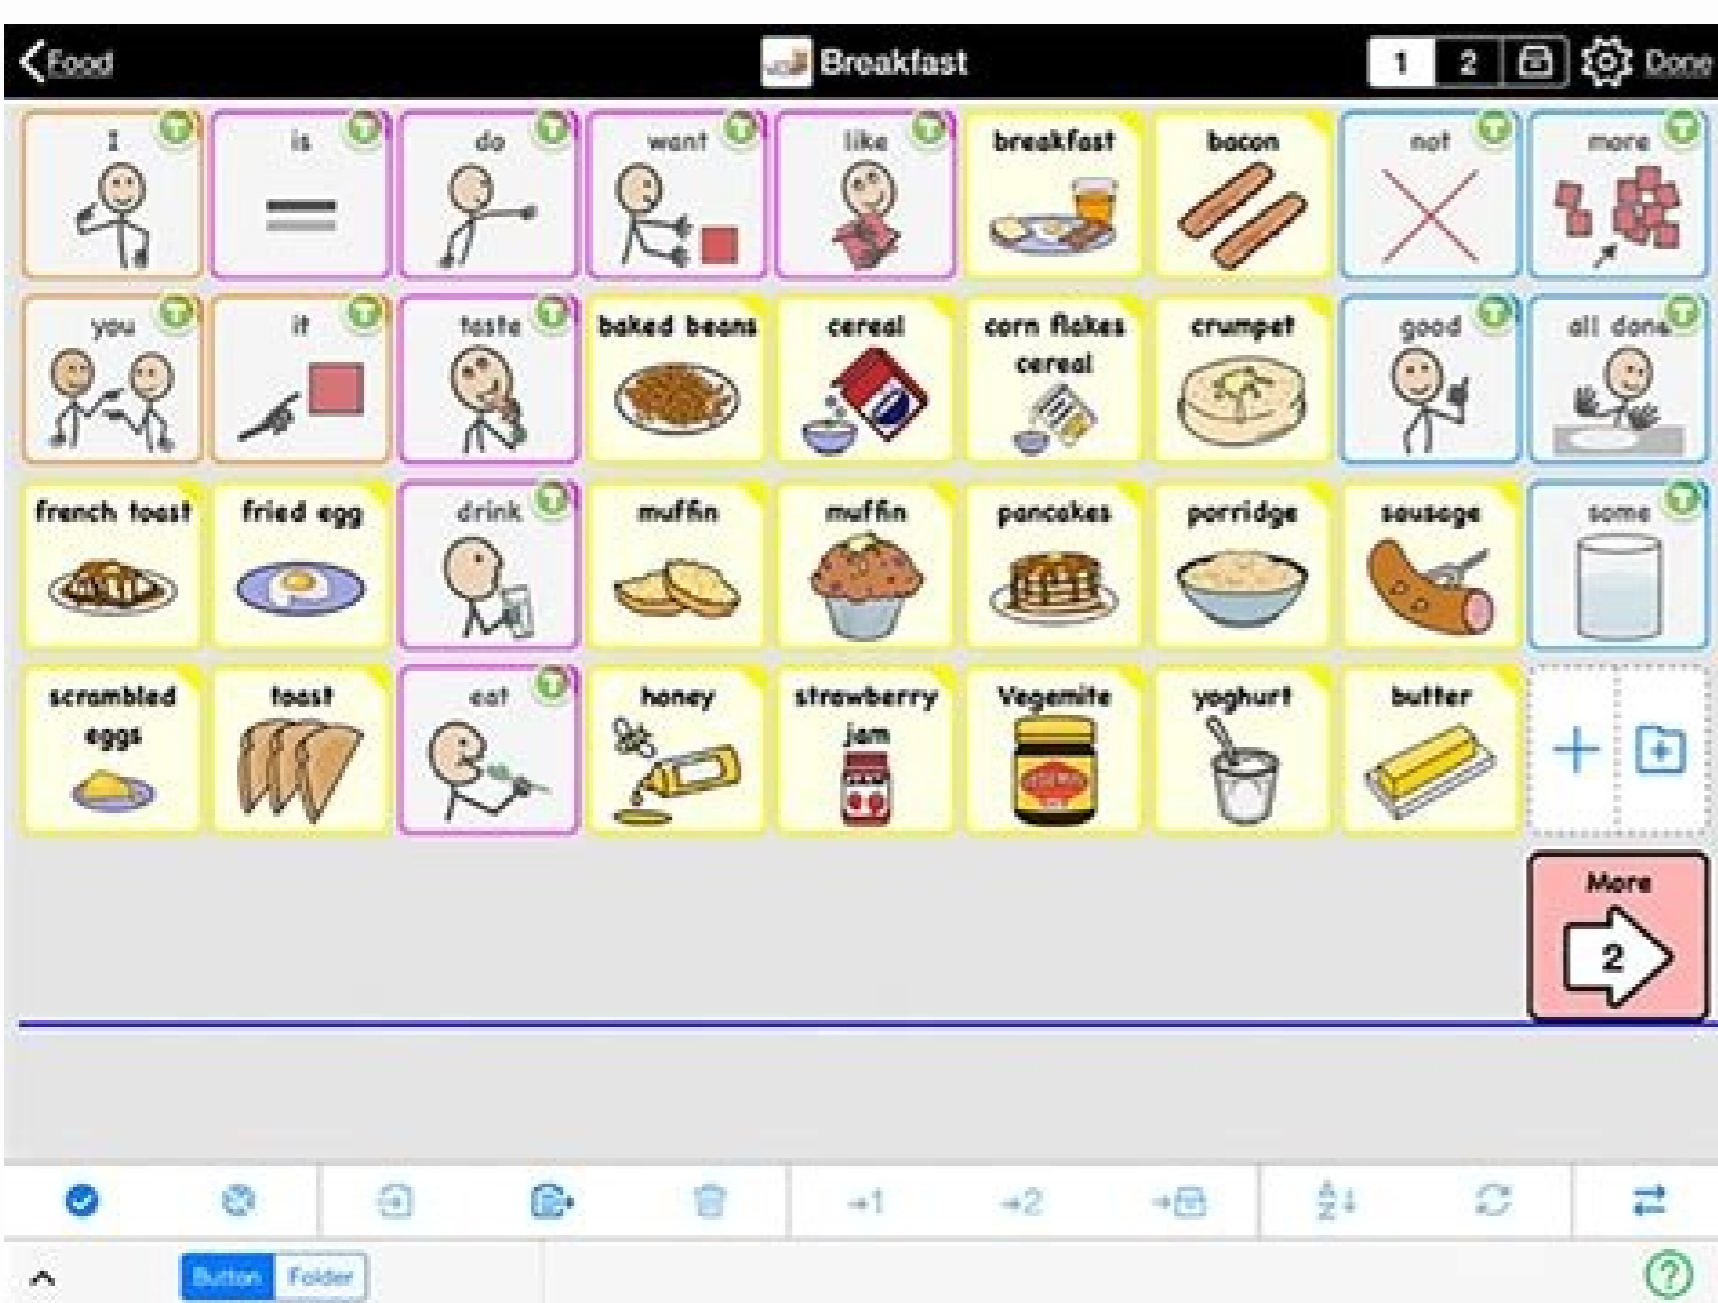 Food
Breakfast
1
2
Done
I
is
do
want
like
breakfast
bacon
not
more
you
it
taste
baked beans
cereal
corn flakes
cereal
crumpet
good
all done
french toast
fried egg
drink
muffin
muffin
pancakes
porridge
sausage
some
scrambled
eggs
toast
eat
honey
strawberry
jam
Vegemite
yoghurt
butter
More
2
→1
→2
A
Z
Button
Folder
?